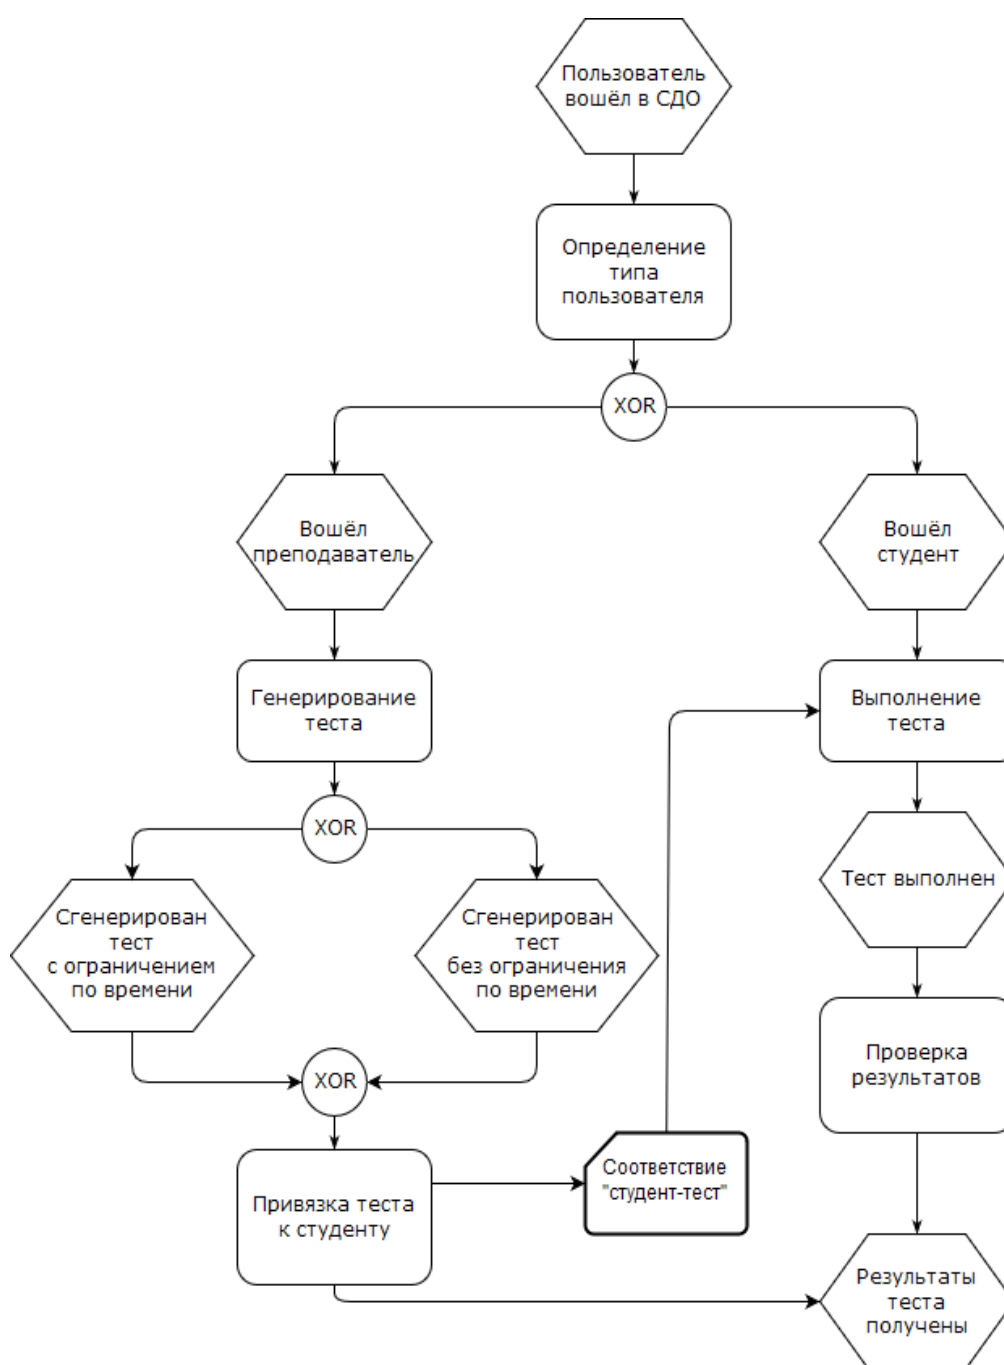 Пользователь
вошёл в СДО
Определение
типа
пользователя
XOR
Вошёл
преподаватель
Вошёл
студент
Генерирование
теста
Выполнение
теста
XOR
Сгенерирован
тест
с ограничением
по времени
Сгенерирован
тест
без ограничения
по времени
Тест выполнен
XOR
Проверка
результатов
Привязка теста
к студенту
Соответствие
"студент-тест"
Результаты
теста
получены